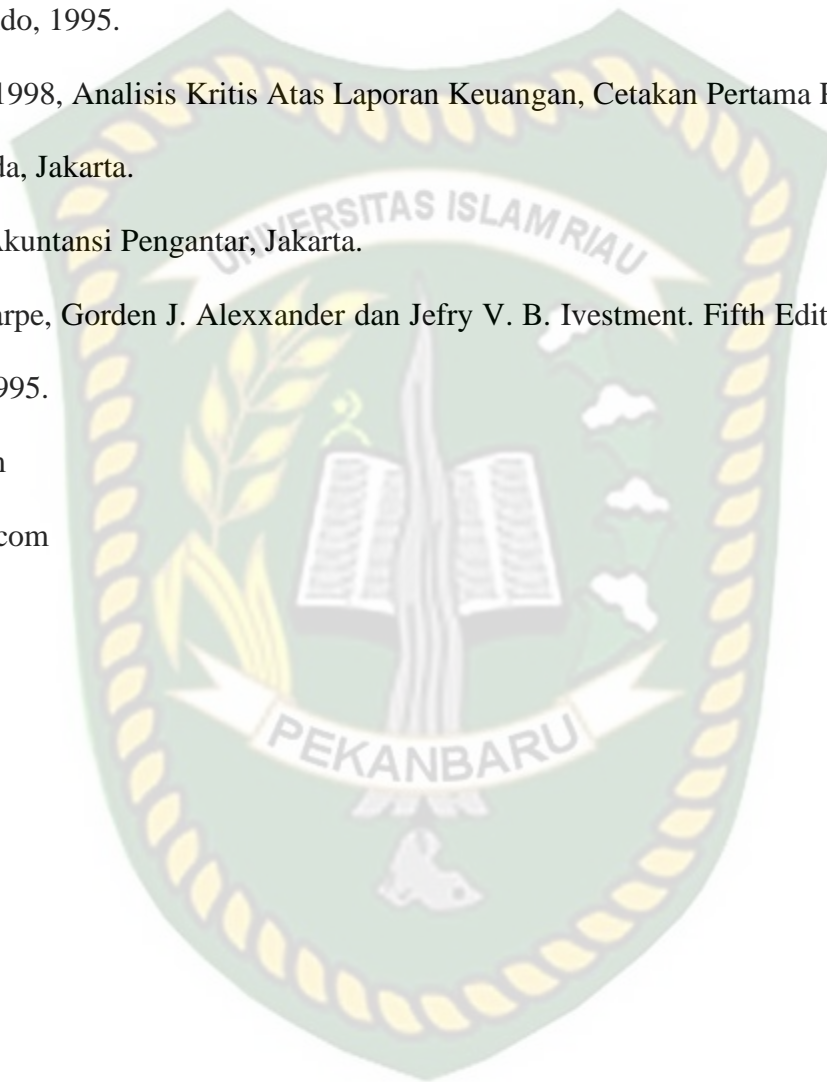 do, 1995.
1998, Analisis Kritis Atas Laporan Keuangan, Cetakan Pertama
da, Jakarta.
UNIVERSITAS ISLAM RIAU
Akuntansi Pengantar, Jakarta.
arpe, Gorden J. Alexxander dan Jefry V. B. Ivestment. Fifth Edit
995.
com
PEKANBARU